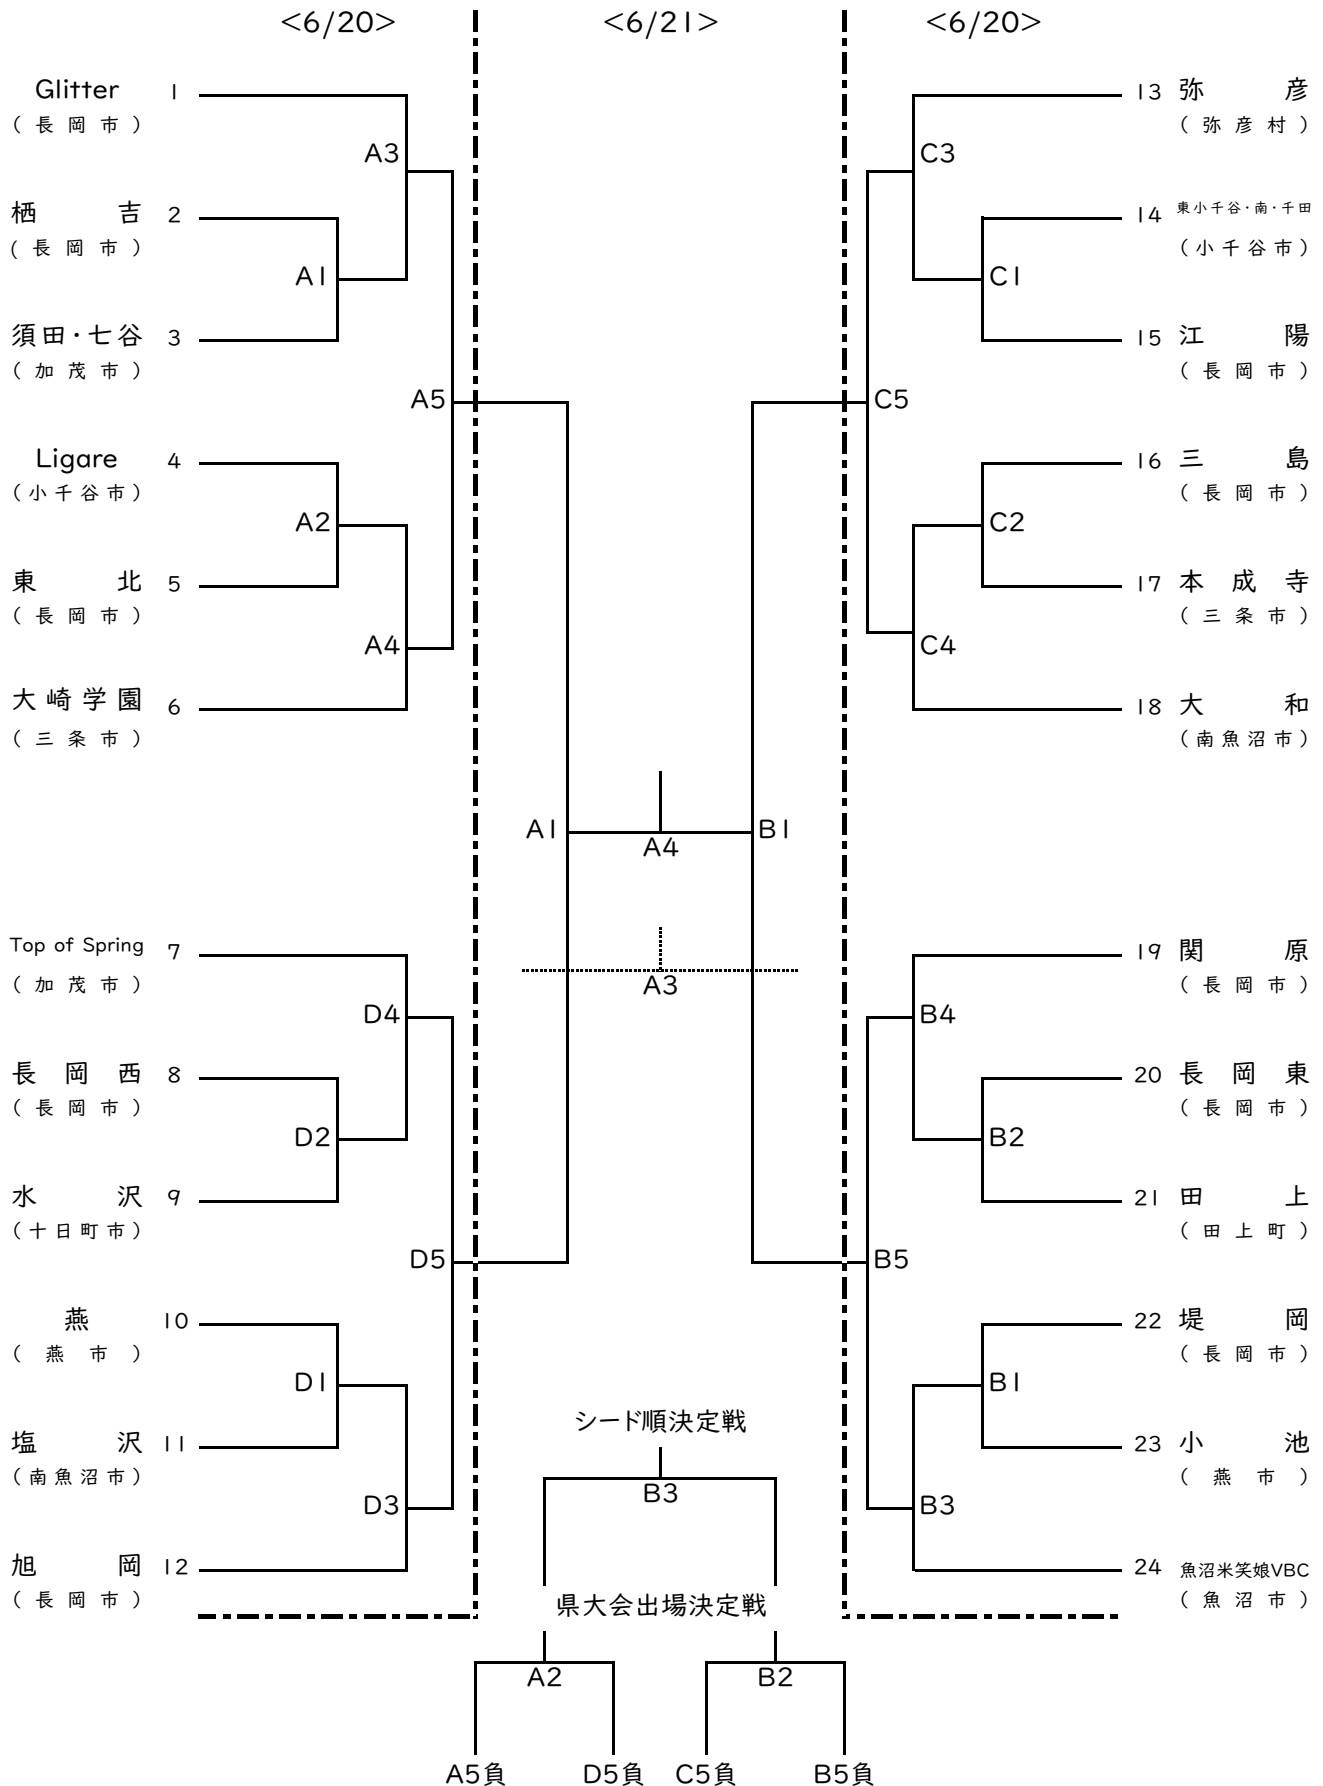 <6/20>
<6/21>
<6/20>
Glitter 1
(長岡市)
A3
栖吉 2
(長岡市)
A1
須田・七谷 3
(加茂市)
A5
Ligare 4
(小千谷市)
A2
東北 5
(長岡市)
A4
大崎学園 6
(三条市)
Top of Spring 7
(加茂市)
D4
長岡西 8
(長岡市)
D2
水沢 9
(十日町市)
D5
燕 10
(燕市)
D1
塩沢 11
(南魚沼市)
D3
旭岡 12
(長岡市)
A1
A4
B1
A3
シード順決定戦
B3
県大会出場決定戦
A2
B2
A5負 D5負 C5負 B5負
13 弥彦
(弥彦村)
C3
14 東小千谷・南・千田
(小千谷市)
C1
15 江陽
(長岡市)
C5
16 三島
(長岡市)
C2
17 本成寺
(三条市)
C4
18 大和
(南魚沼市)
19 関原
(長岡市)
B4
20 長岡東
(長岡市)
B2
21 田上
(田上町)
B5
22 堤岡
(長岡市)
B1
23 小池
(燕市)
B3
24 魚沼米笑娘VBC
(魚沼市)